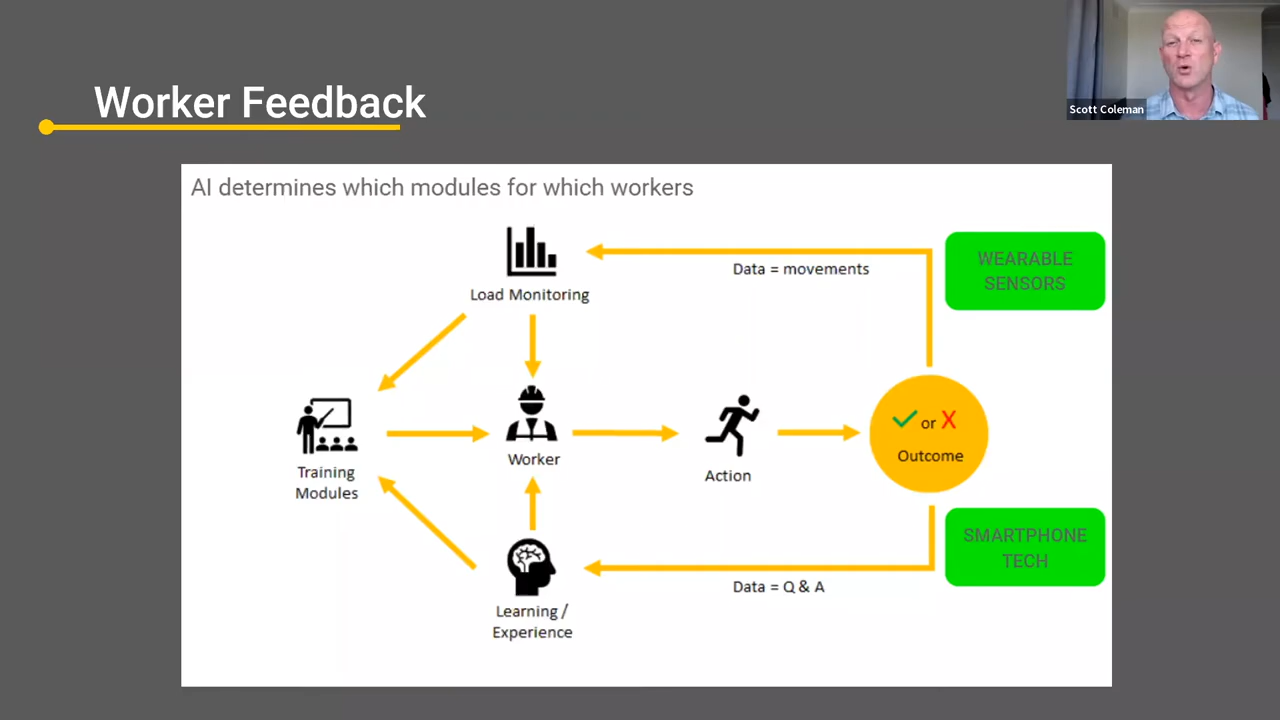 Scott Coleman
Worker Feedback
AI determines which modules for which workers
WEARABLE
SENSORS
Data = movements
Load Monitoring
✓ or X
Outcome
Worker
Action
Training
Modules
SMARTPHONE
TECH
Data = Q & A
Learning /
Experience